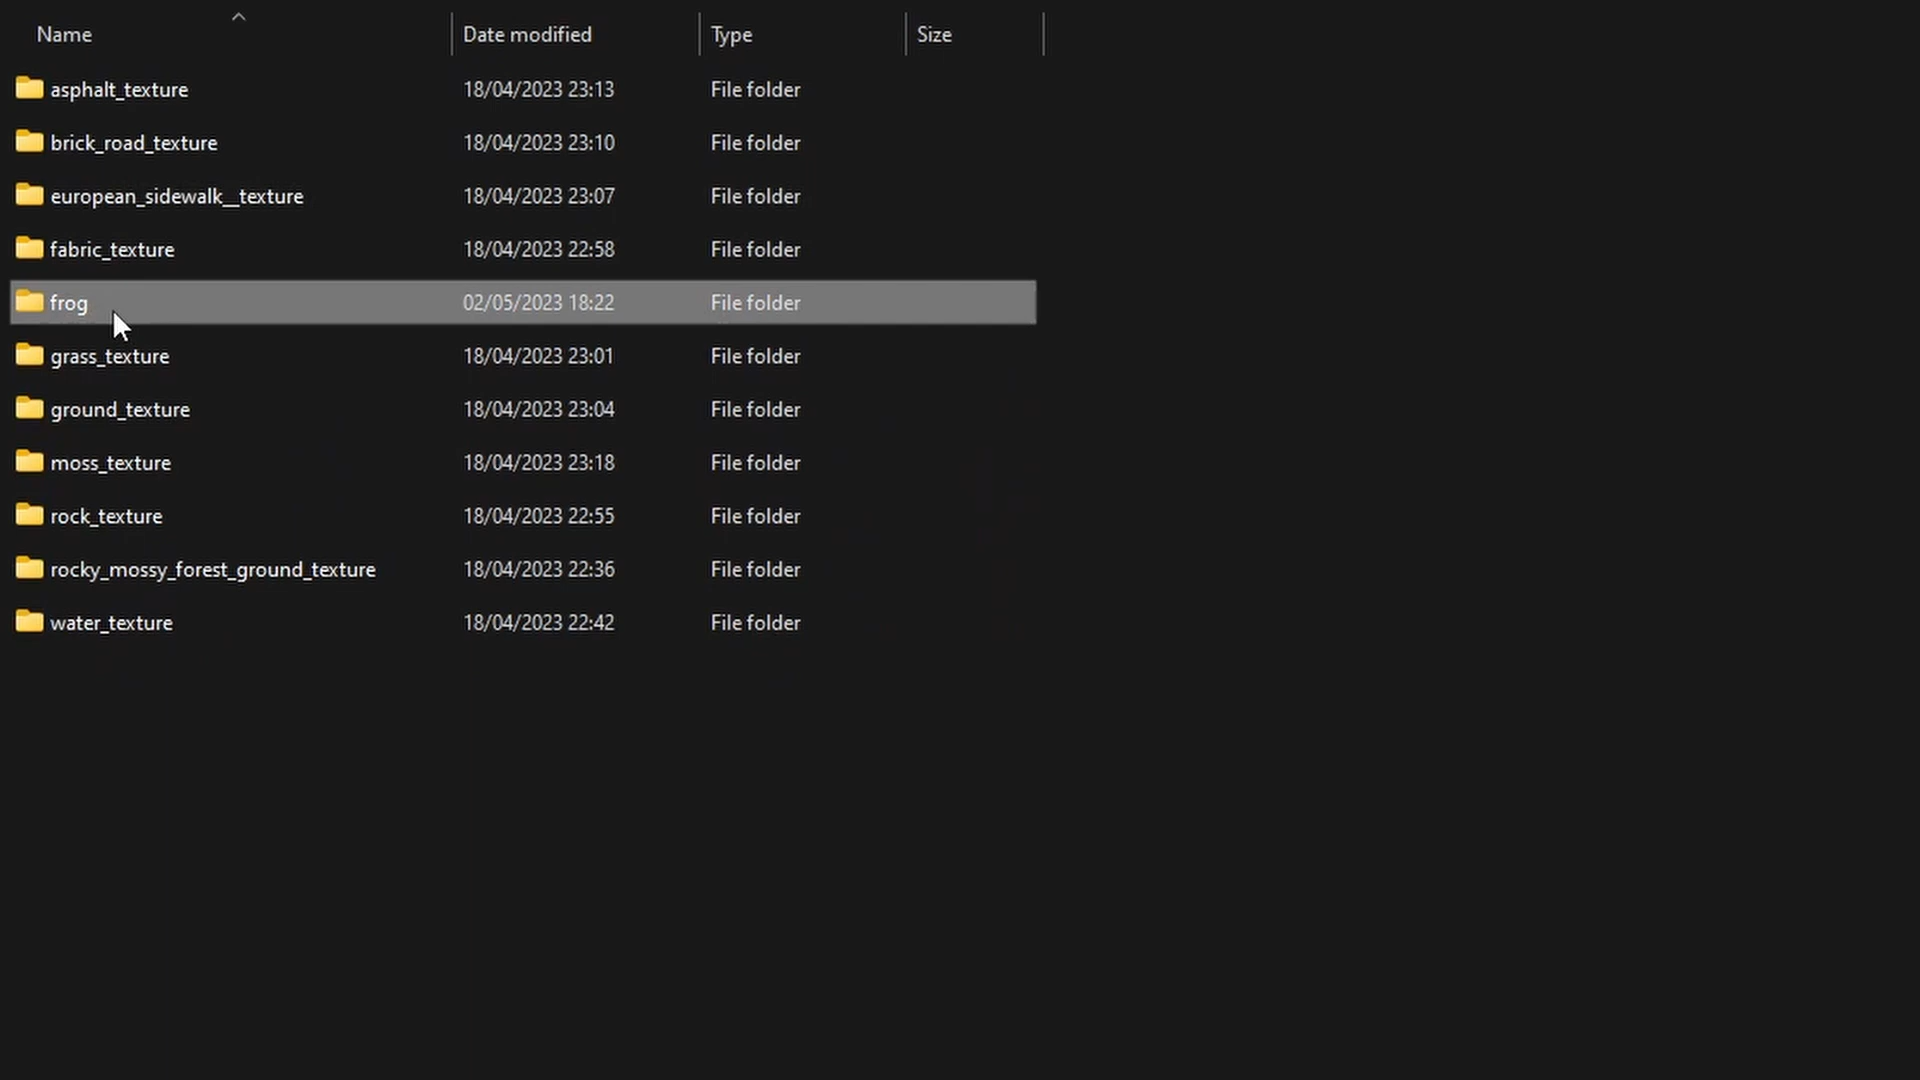 Name Date modified Type Size
asphalt_texture 18/04/2023 23:13 File folder
brick_road_texture 18/04/2023 23:10 File folder
european_sidewalk__texture 18/04/2023 23:07 File folder
fabric_texture 18/04/2023 22:58 File folder
frog 02/05/2023 18:22 File folder
grass_texture 18/04/2023 23:01 File folder
ground_texture 18/04/2023 23:04 File folder
moss_texture 18/04/2023 23:18 File folder
rock_texture 18/04/2023 22:55 File folder
rocky_mossy_forest_ground_texture 18/04/2023 22:36 File folder
water_texture 18/04/2023 22:42 File folder